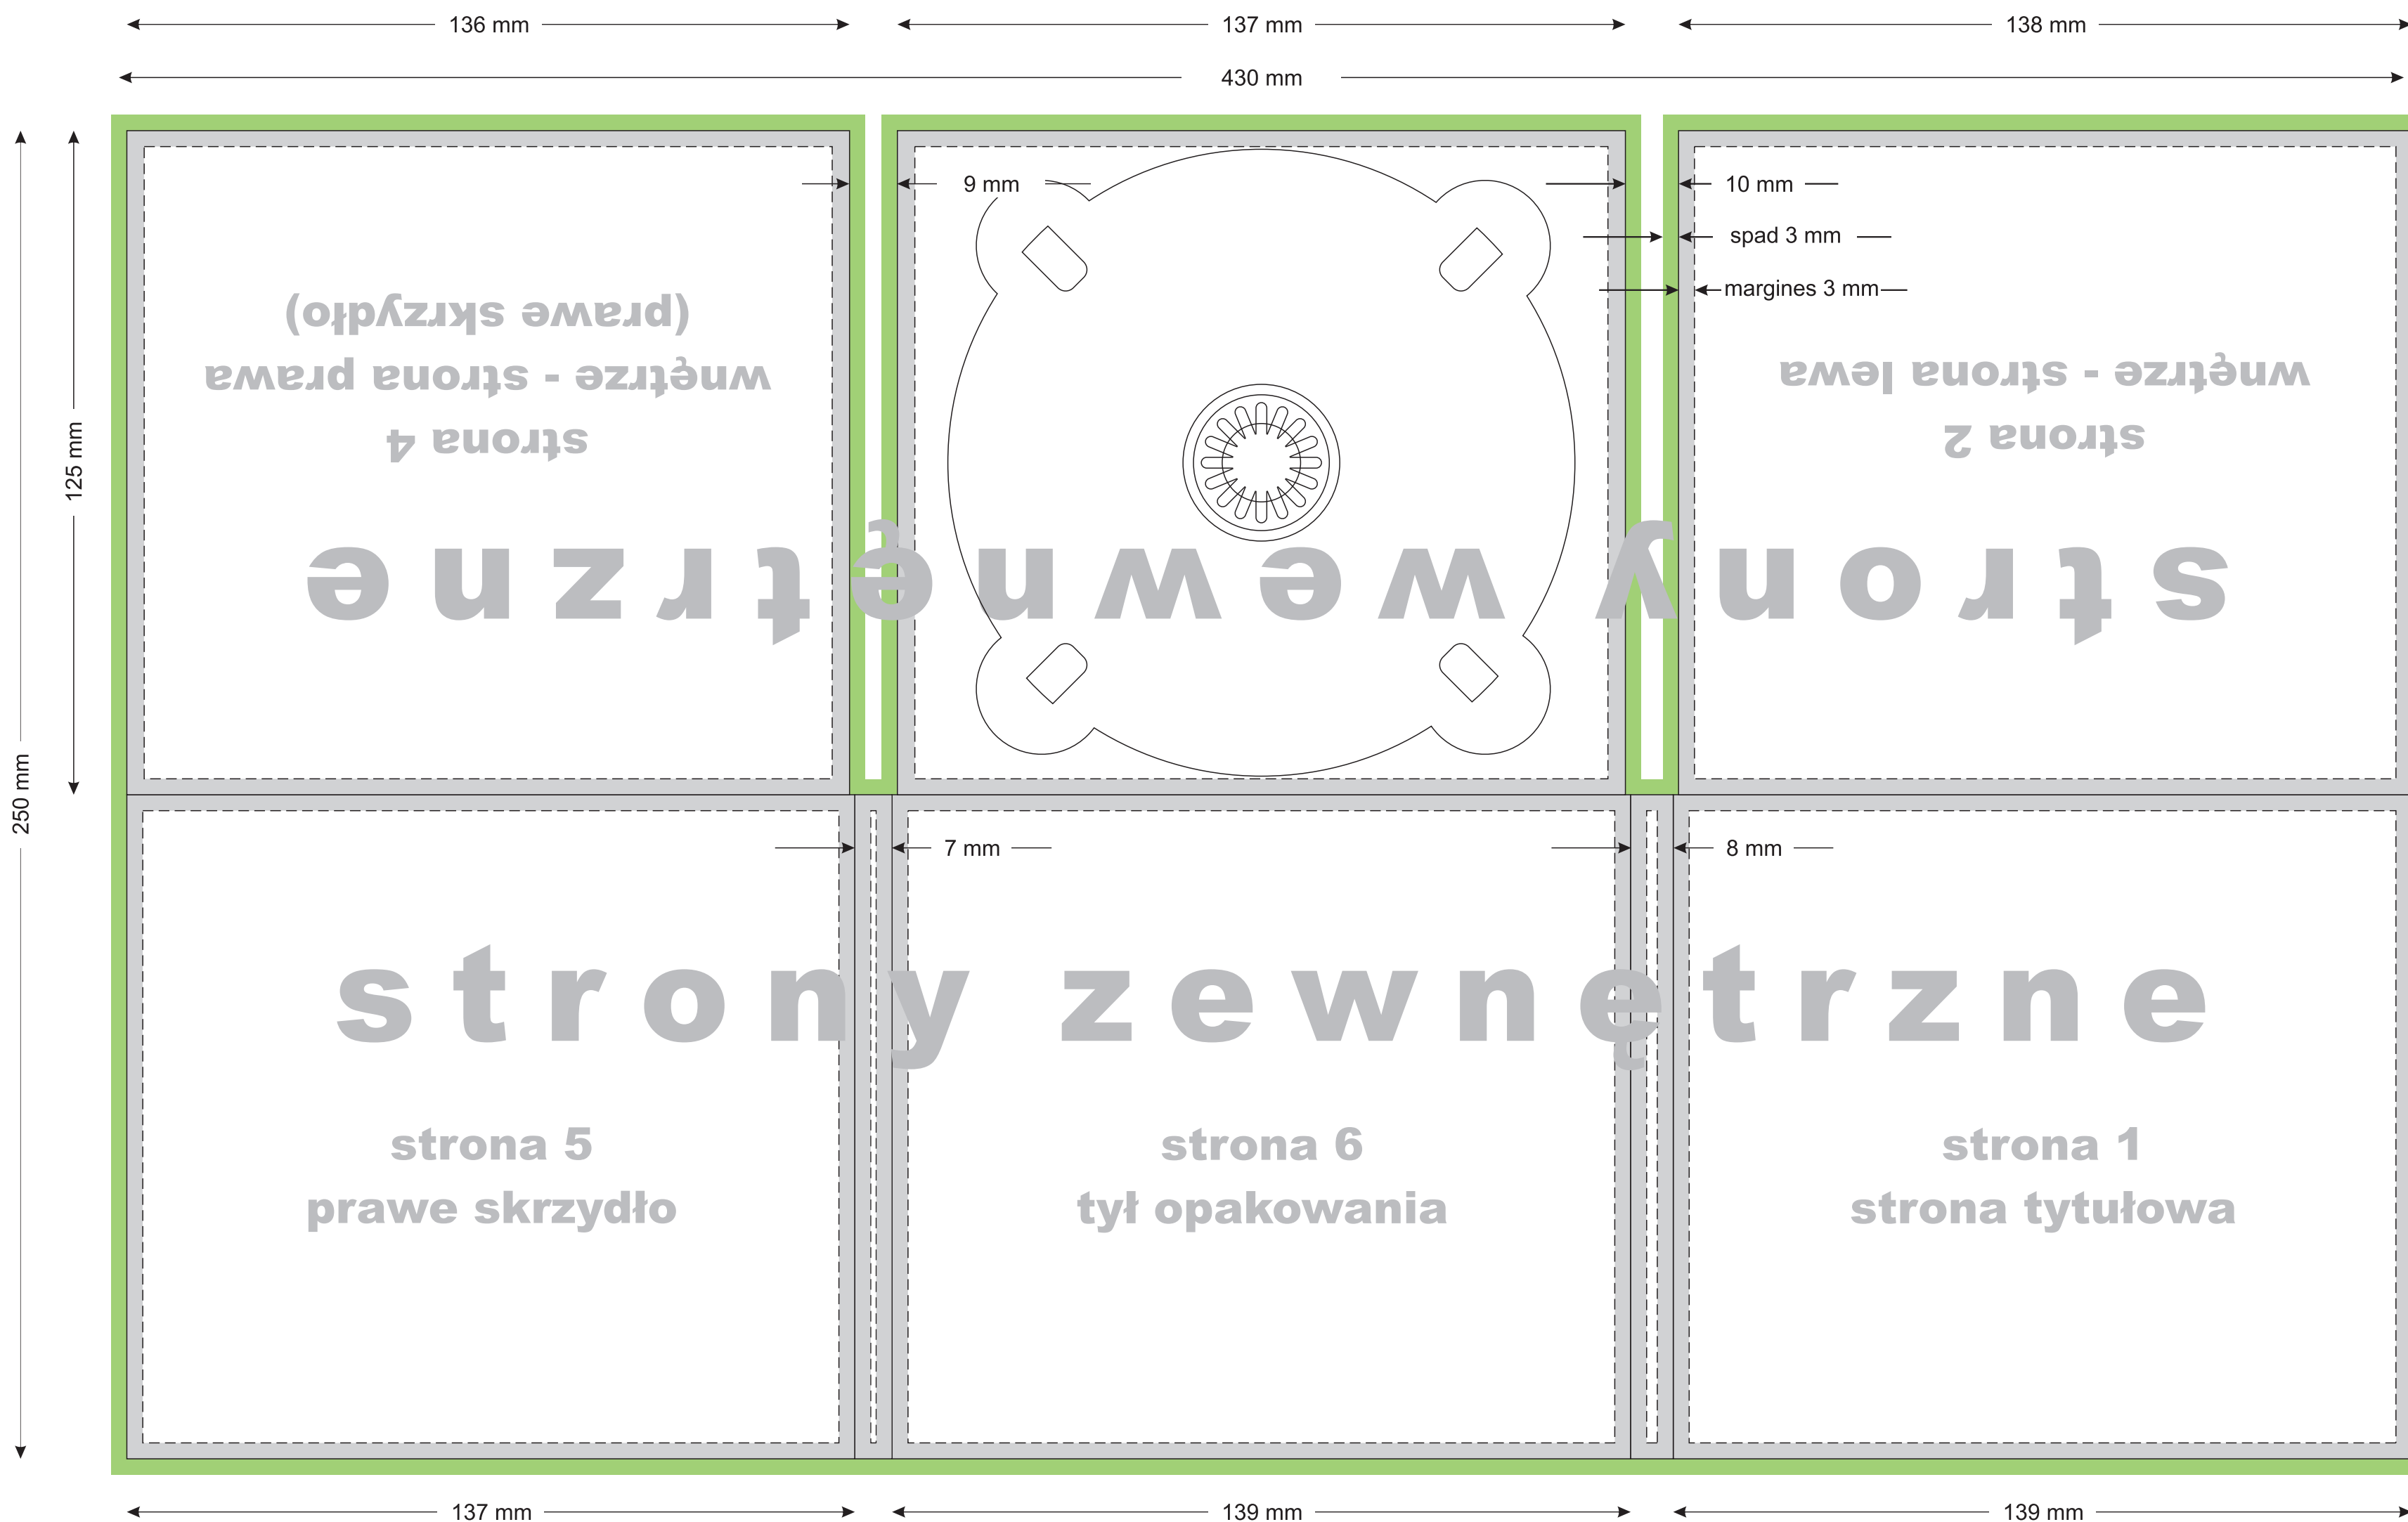 136 mm
137 mm
138 mm
430 mm
9 mm
10 mm
spad 3 mm
margines 3 mm
125 mm
250 mm
strony wewnętrzne
strona 4
wnętrze - strona prawa
(prawe skrzydło)
strona 2
wnętrze - strona lewa
7 mm
8 mm
strony zewnętrzne
strona 5
prawe skrzydło
strona 6
tył opakowania
strona 1
strona tytułowa
137 mm
139 mm
139 mm